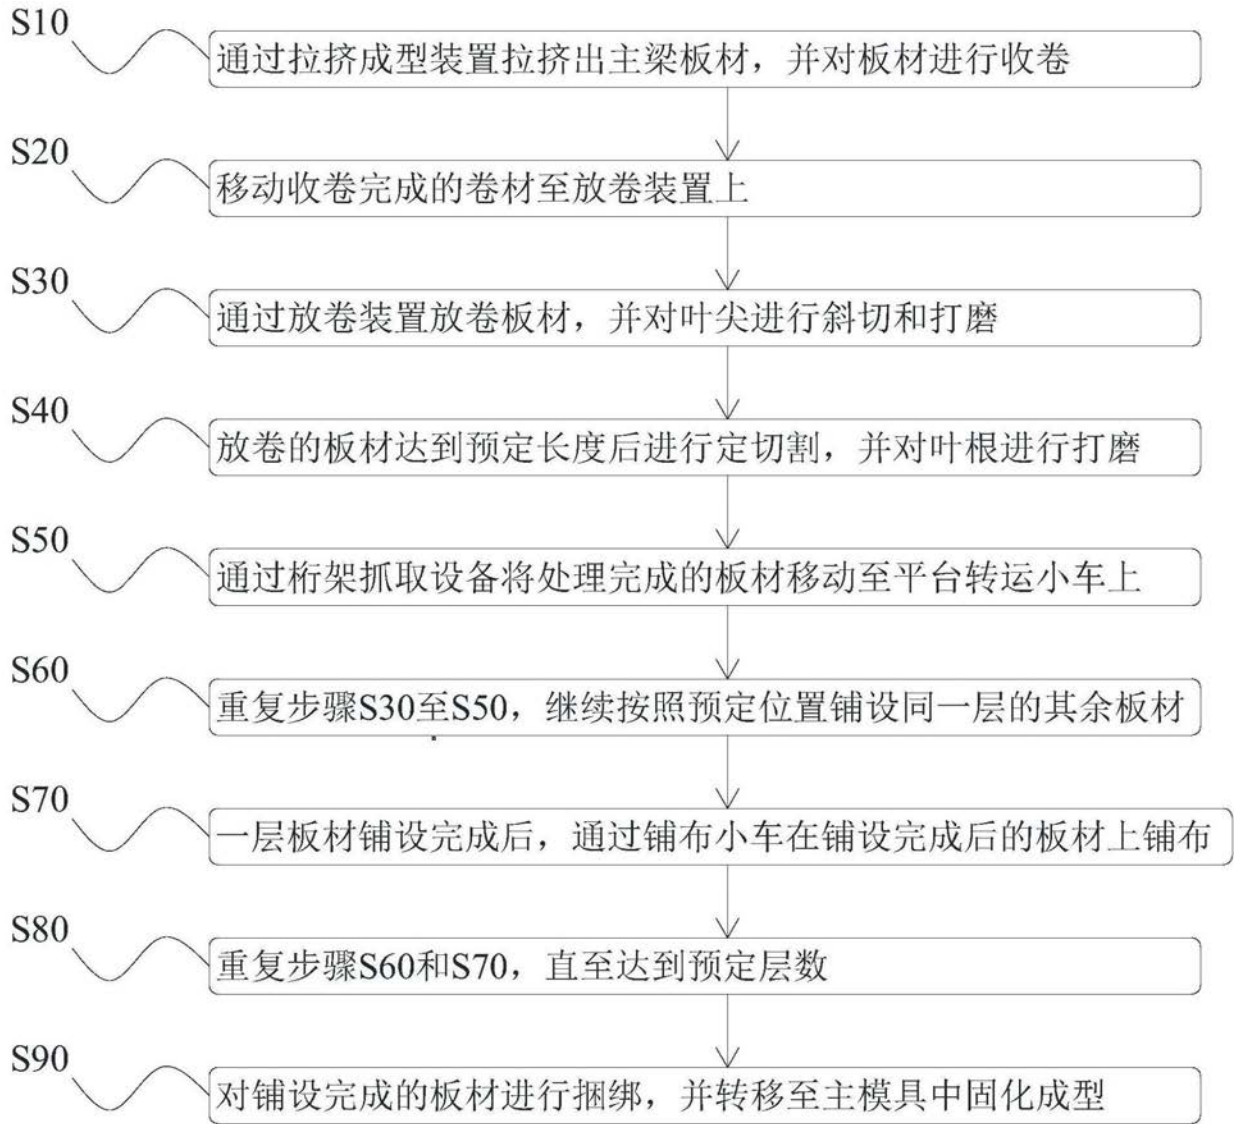 S10
通过拉挤成型装置拉挤出主梁板材，并对板材进行收卷
S20
移动收卷完成的卷材至放卷装置上
S30
通过放卷装置放卷板材，并对叶尖进行斜切和打磨
S40
放卷的板材达到预定长度后进行定切割，并对叶根进行打磨
S50
通过桁架抓取设备将处理完成的板材移动至平台转运小车上
S60
重复步骤S30至S50，继续按照预定位置铺设同一层的其余板材
S70
一层板材铺设完成后，通过铺布小车在铺设完成后的板材上铺布
S80
重复步骤S60和S70，直至达到预定层数
S90
对铺设完成的板材进行捆绑，并转移至主模具中固化成型